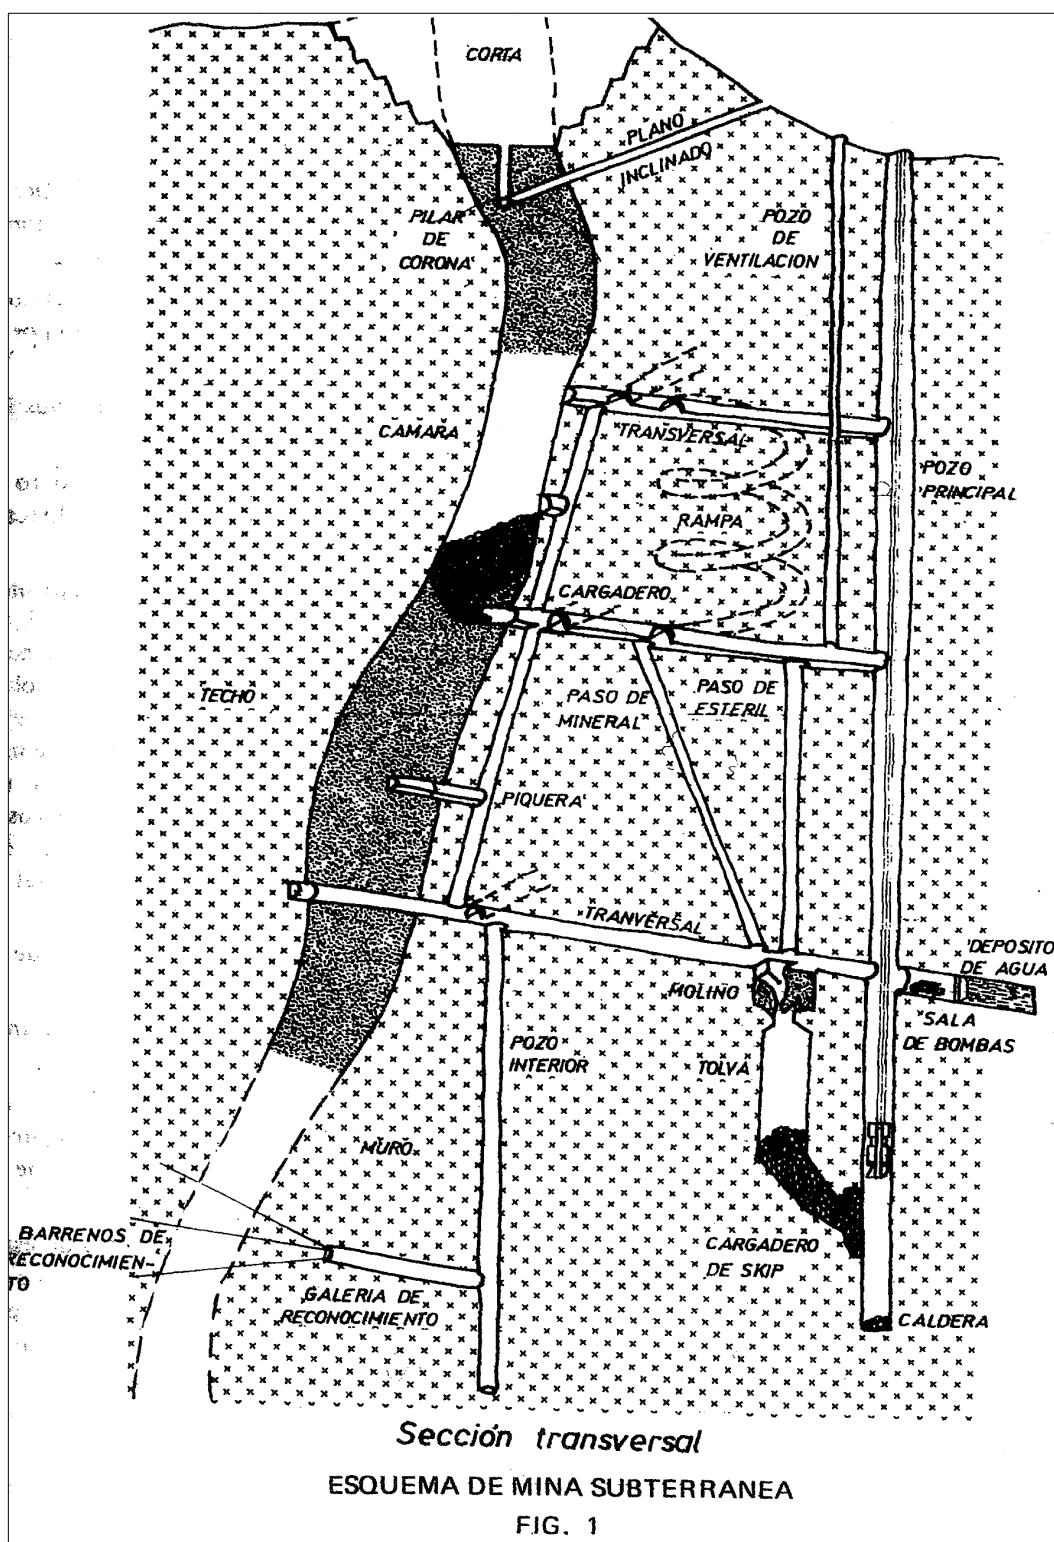 CORTA
PLANO
INCLINADO
PILAR
DE
CORONA
POZO
DE
VENTILACION
CAMARA
TRANSVERSAL
POZO
PRINCIPAL
RAMPA
CARGADERO
TECHO
PASO DE
MINERAL
PASO DE
ESTERIL
PIQUERA
TRANVERSAL
DEPOSITO
DE AGUA
MOLINO
SALA
DE BOMBAS
POZO
INTERIOR
TOLVA
MURO
BARRENOS DE
RECONOCIMIEN-
TO
CARGADERO
DE SKIP
GALERIA DE
RECONOCIMIENTO
CALDERA
Sección transversal
ESQUEMA DE MINA SUBTERRANEA
FIG. 1